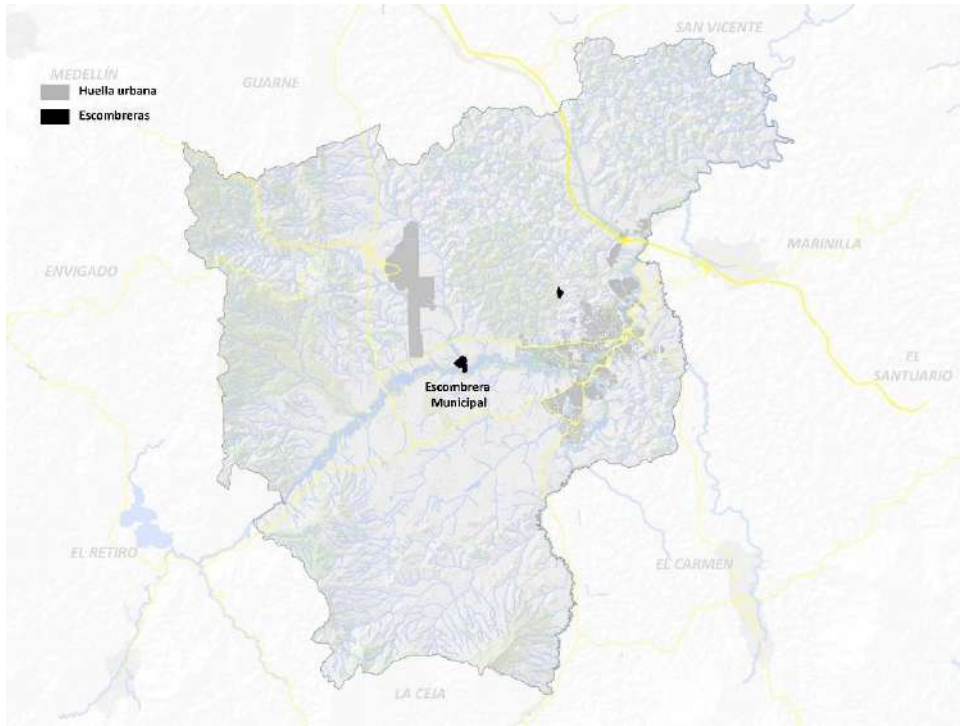 SAN VICENTE
MEDELLÍN
GUARNE
Huella urbana
Escombreras
MARINILLA
ENVIGADO
EL
SANTUARIO
Escombrera
Municipal
EL RETIRO
EL CARMEN
LA CEJA